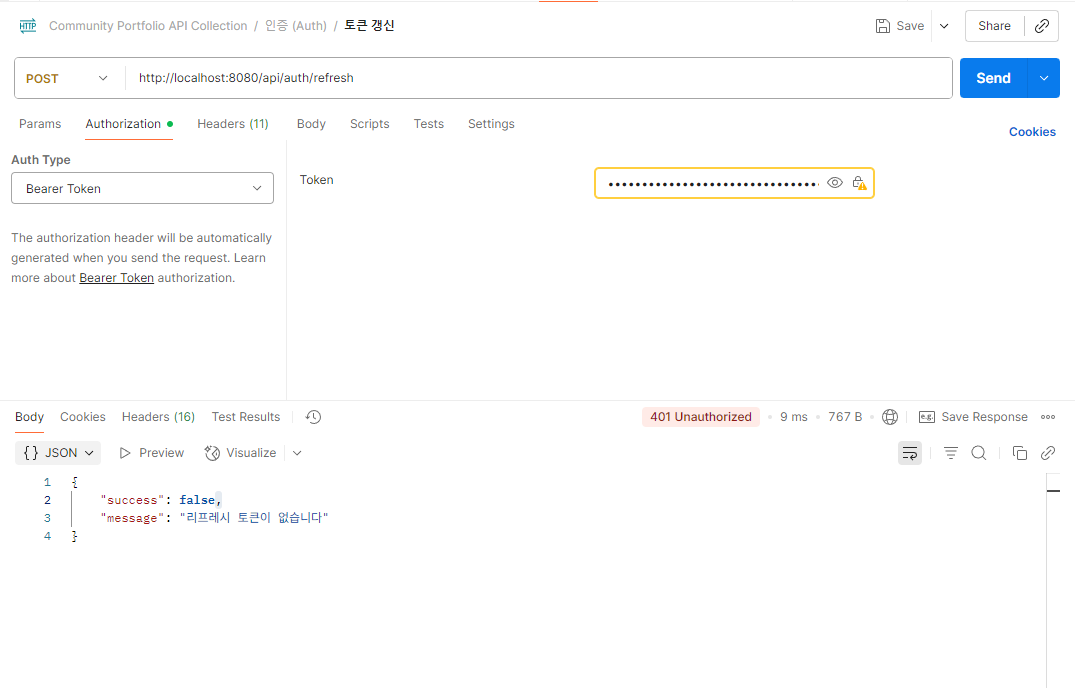 HTTP Community Portfolio API Collection / 인증 (Auth) / 토큰 갱신 Save Share
POST http://localhost:8080/api/auth/refresh Send
Params Authorization Headers (11) Body Scripts Tests Settings Cookies
Auth Type
Bearer Token
Token ••••••••••••••••••••••••••••••••
The authorization header will be automatically
generated when you send the request. Learn
more about Bearer Token authorization.
Body Cookies Headers (16) Test Results 401 Unauthorized • 9 ms • 767 B e.g. Save Response
{} JSON Preview Visualize
1 {
2 "success": false,
3 "message": "리프레시 토큰이 없습니다"
4 }